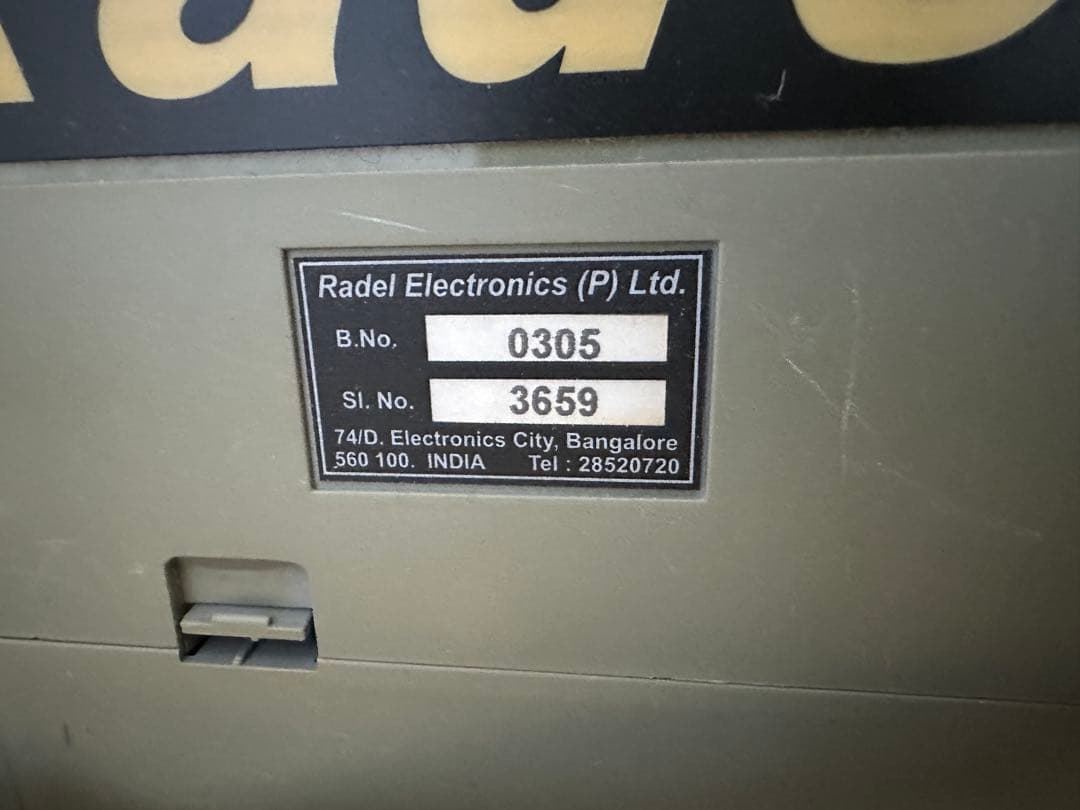 Radel Electronics (P) Ltd.
B.No. 0305
Sl. No. 3659
74/D. Electronics City, Bangalore
560 100. INDIA Tel : 28520720